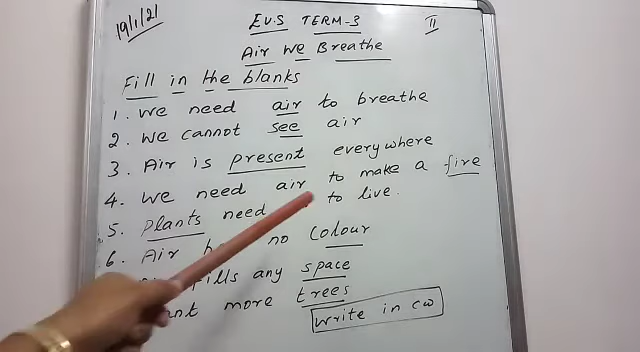 19/1/21 E.V.S TERM-3 II
Air We Breathe
Fill in the blanks
1. We need air to breathe
2. We cannot see air
3. Air is present everywhere
4. We need air to make a fire
5. Plants need to live.
6. Air no colour
fills any space
more trees
write in cw